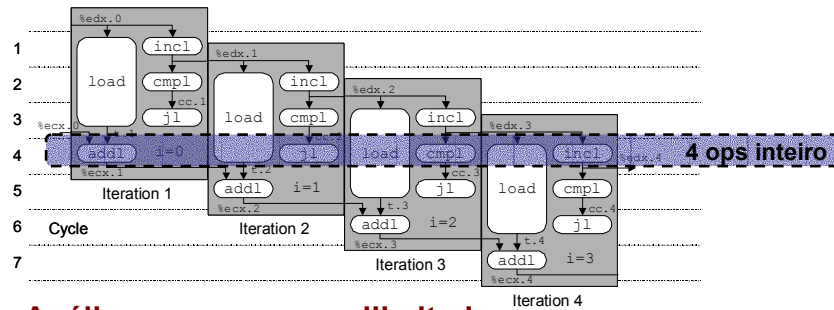 %edx.0
1
incl
%edx.1
load
cmpl
incl
2
cc.1
%edx.2
3
jl
load
cmpl
incl
%ecx.0
%edx.3
4
addl
i=0
jl
load
cmpl
incl
4 ops inteiro
%ecx.1
t.2
cc.3
load
5
Iteration 1
addl
i=1
jl
cmpl
%ecx.2
t.3
cc.4
6
Cycle
Iteration 2
addl
i=2
jl
%ecx.3
t.4
7
Iteration 3
addl
i=3
%ecx.4
Iteration 4